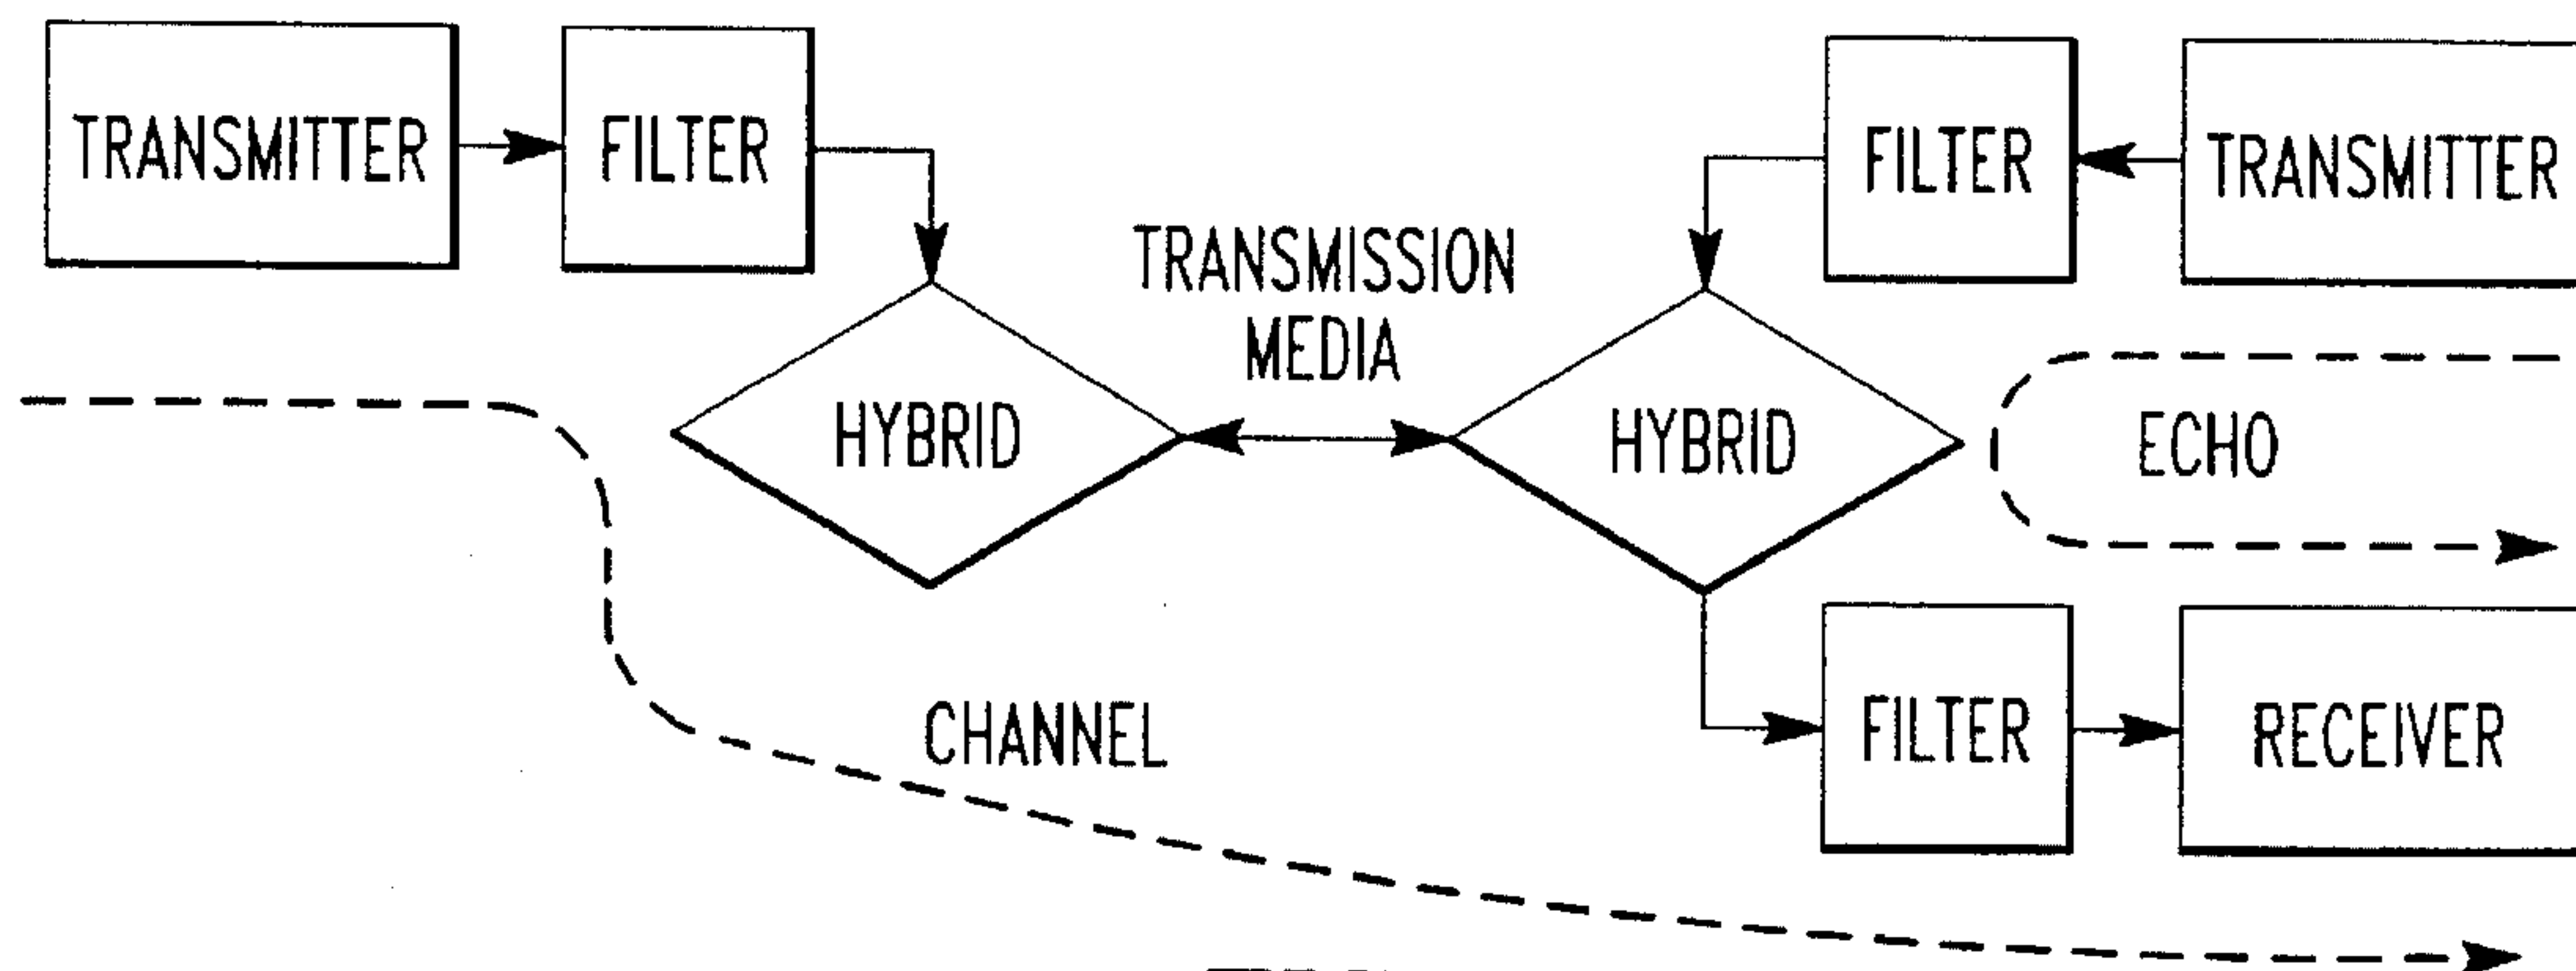 TRANSMITTER
FILTER
FILTER
TRANSMITTER
TRANSMISSION
MEDIA
HYBRID
HYBRID
ECHO
CHANNEL
FILTER
RECEIVER